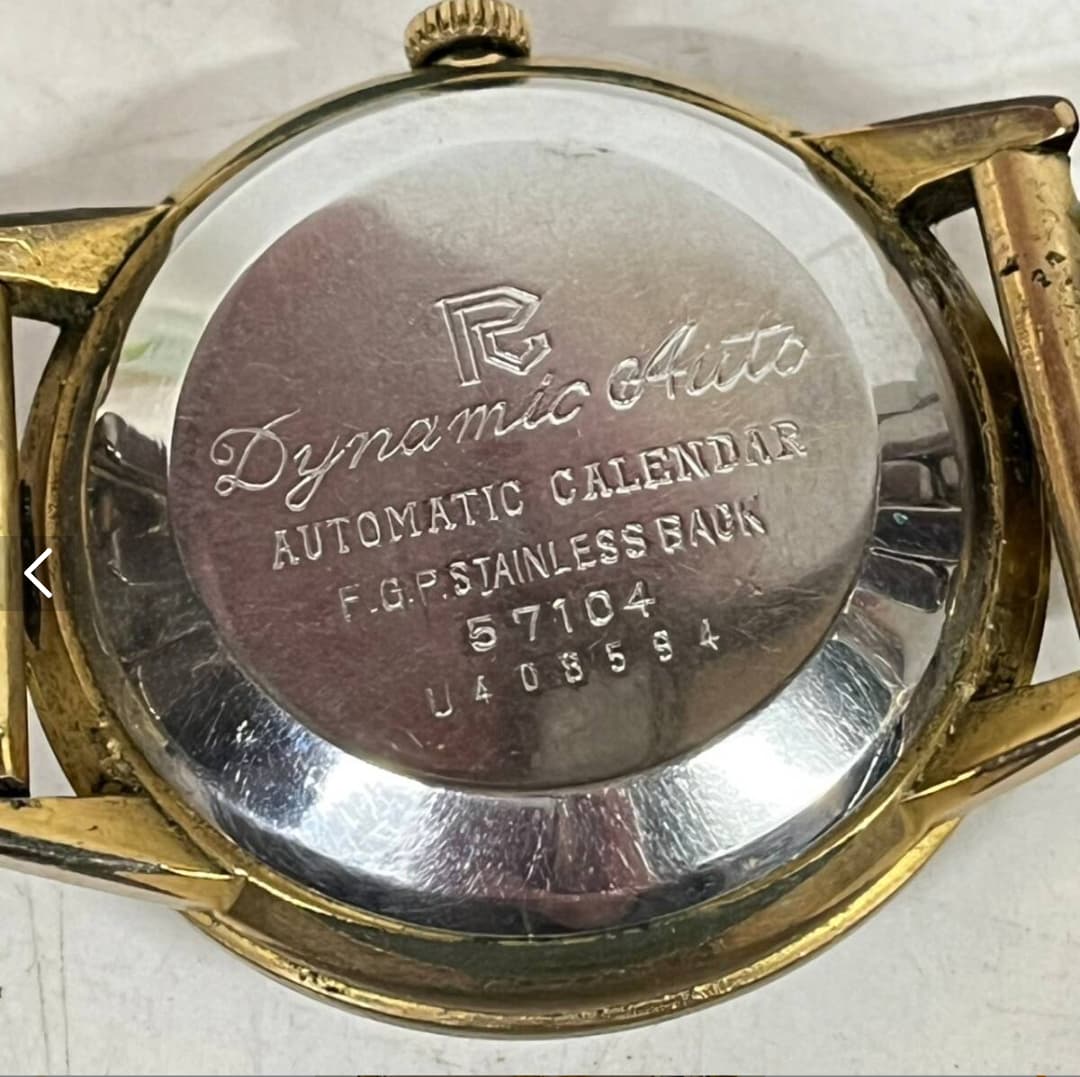 R
Dynamic Auto
AUTOMATIC CALENDAR
F.G.P. STAINLESS BACK
57104
U408594